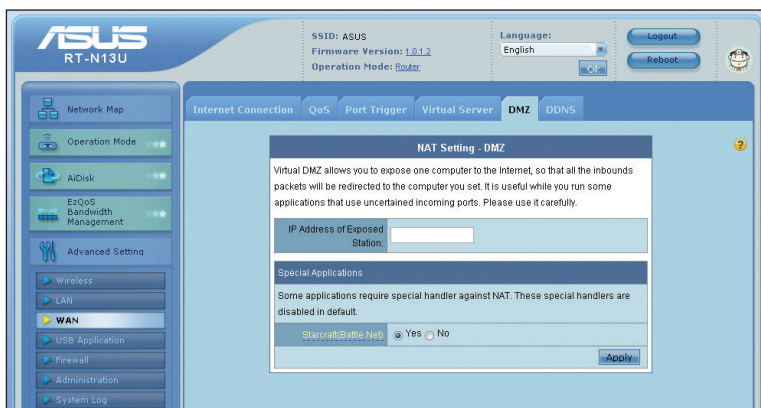 ASUS
RT-N13U
SSID: ASUS
Firmware Version: 1.0.1.2
Operation Mode: Router
Language:
English
OK
Logout
Reboot
Network Map
Operation Mode
AiDisk
EzQoS
Bandwidth
Management
Advanced Setting
Wireless
LAN
WAN
USB Application
Firewall
Administration
System Log
Internet Connection QoS Port Trigger Virtual Server DMZ DDNS
NAT Setting - DMZ
Virtual DMZ allows you to expose one computer to the Internet, so that all the inbounds
packets will be redirected to the computer you set. It is useful while you run some
applications that use uncertained incoming ports. Please use it carefully.
IP Address of Exposed
Station:
Special Applications
Some applications require special handler against NAT. These special handlers are
disabled in default.
Starcraft(Battle Net) Yes No
Apply